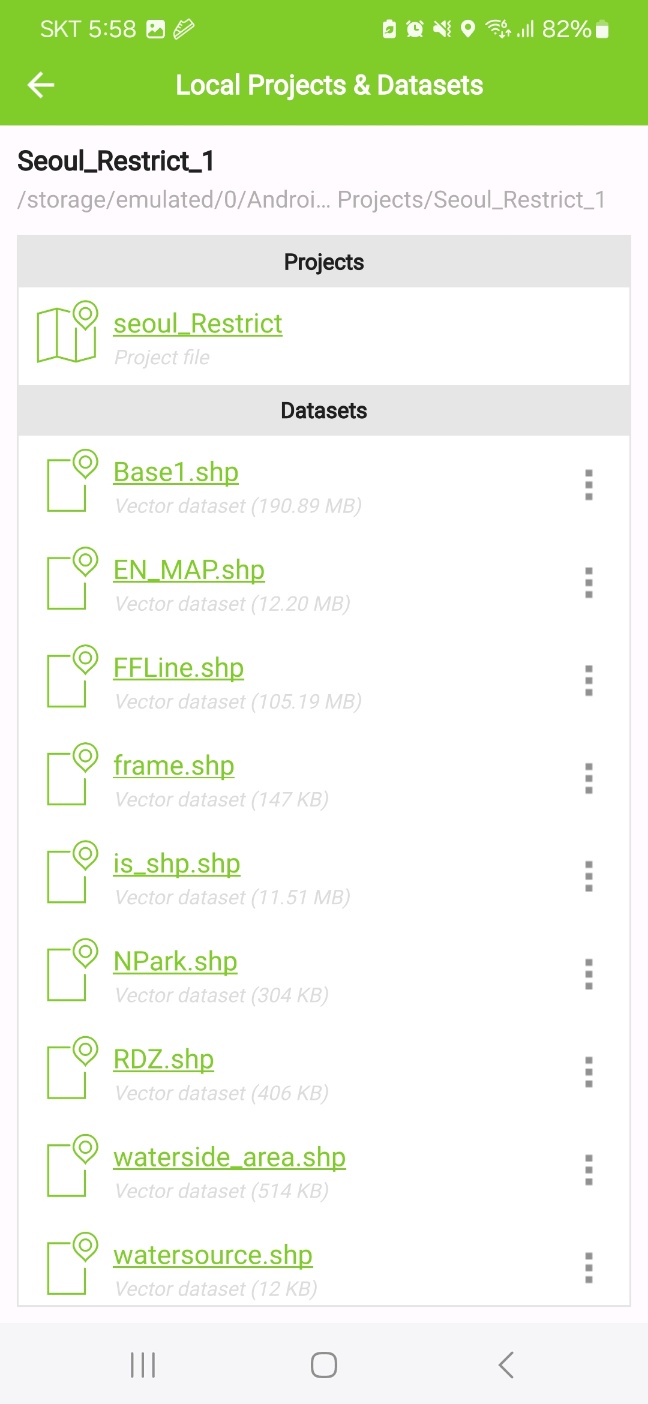 SKT 5:58 82%
Local Projects & Datasets
Seoul_Restrict_1
/storage/emulated/0/Androi... Projects/Seoul_Restrict_1
Projects
seoul_Restrict
Project file
Datasets
Base1.shp
Vector dataset (190.89 MB)
EN_MAP.shp
Vector dataset (12.20 MB)
FFLine.shp
Vector dataset (105.19 MB)
frame.shp
Vector dataset (147 KB)
is_shp.shp
Vector dataset (11.51 MB)
NPark.shp
Vector dataset (304 KB)
RDZ.shp
Vector dataset (406 KB)
waterside_area.shp
Vector dataset (514 KB)
watersource.shp
Vector dataset (12 KB)